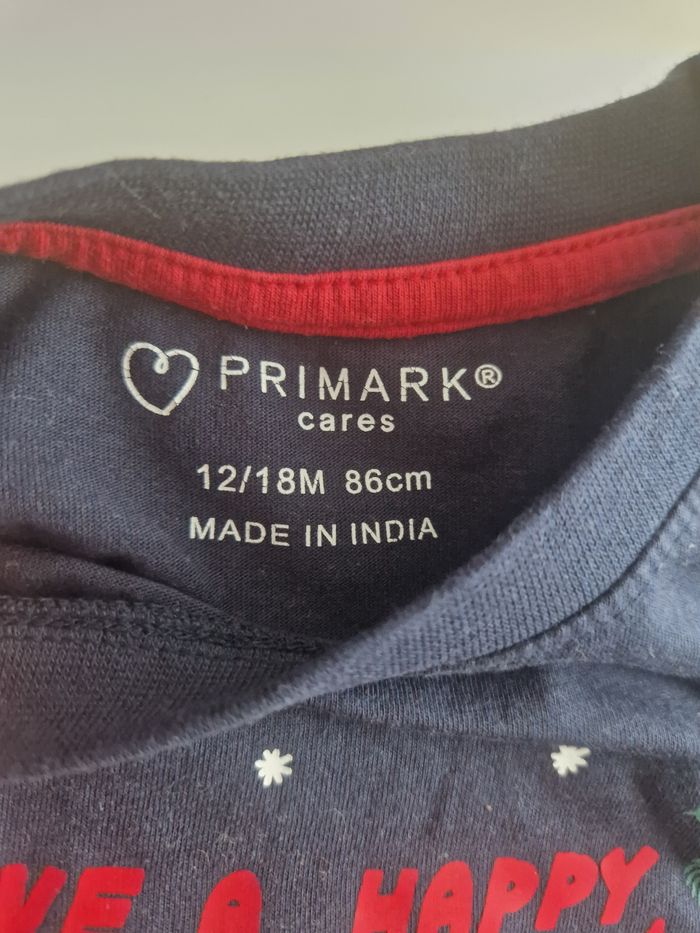 PRIMARK®
cares
12/18M 86cm
MADE IN INDIA
A HAPPY